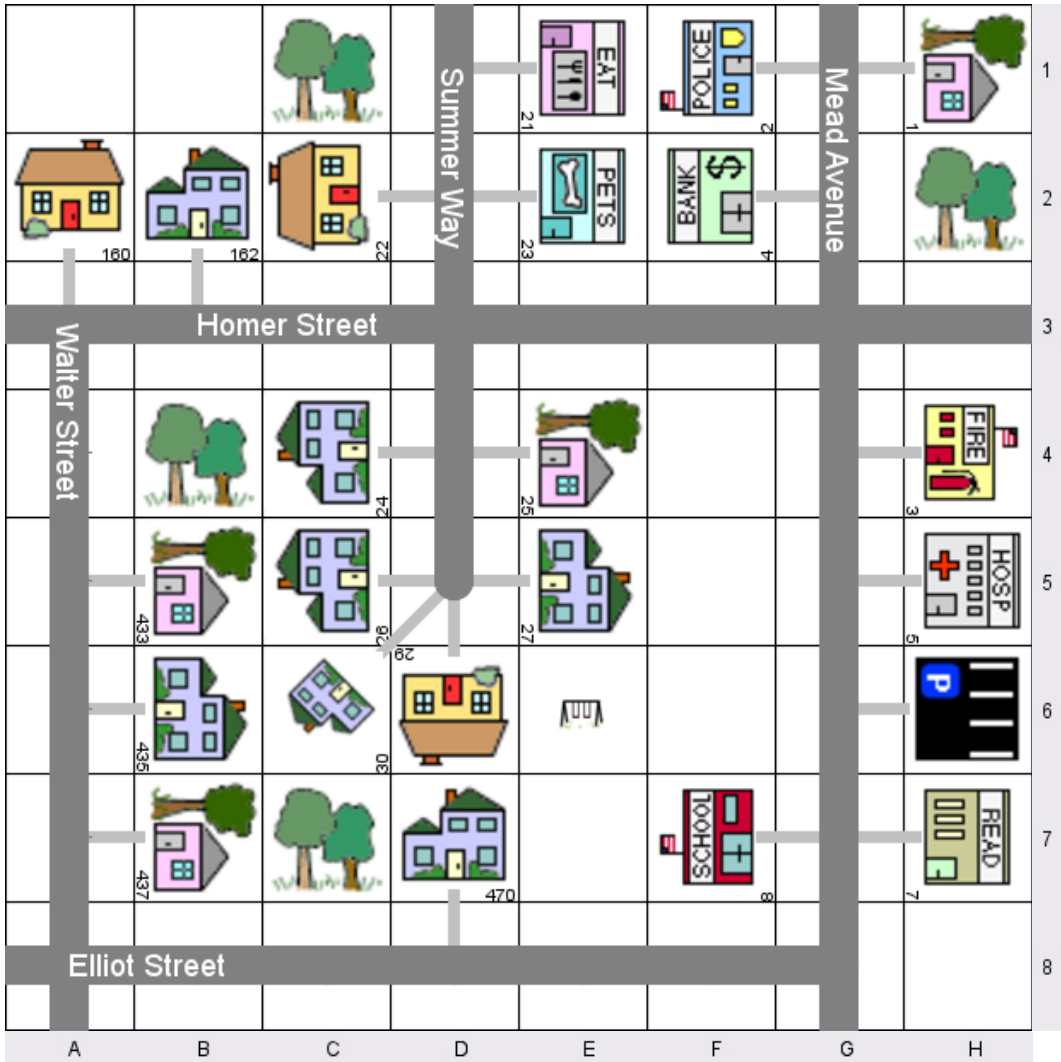 Summer Way
EAT
21
POLICE
2
Mead Avenue
1
1
160
162
22
PETS
23
BANK
$
4
2
Homer Street
3
Walter Street
24
25
FIRE
3
4
433
26
27
HOSP
5
5
435
30
29
P
6
437
470
SCHOOL
8
READ
7
7
Elliot Street
8
A B C D E F G H